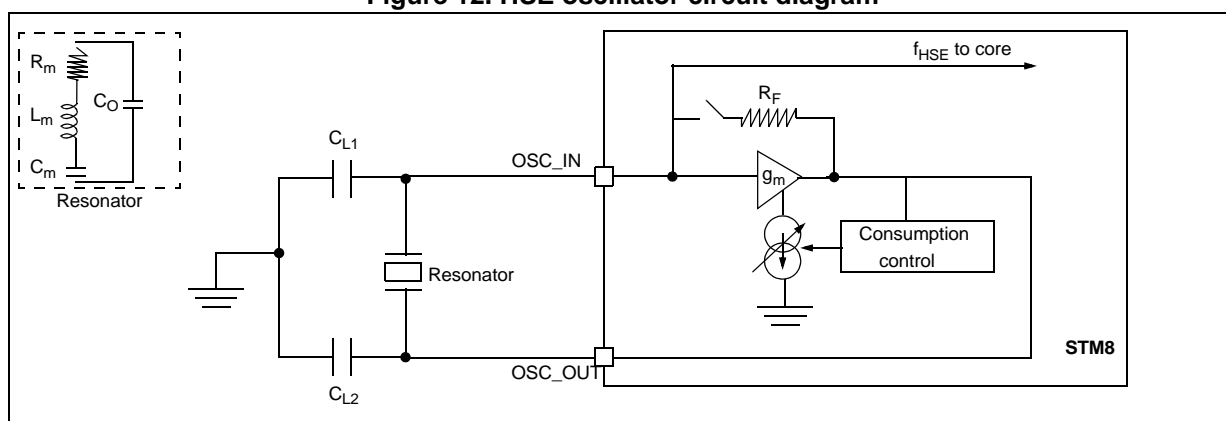 Figure 12. HSE oscillator circuit diagram
Rm
Lm
CO
Cm
Resonator
CL1
OSC_IN
fHSE to core
RF
gm
Consumption
control
Resonator
STM8
OSC_OUT
CL2